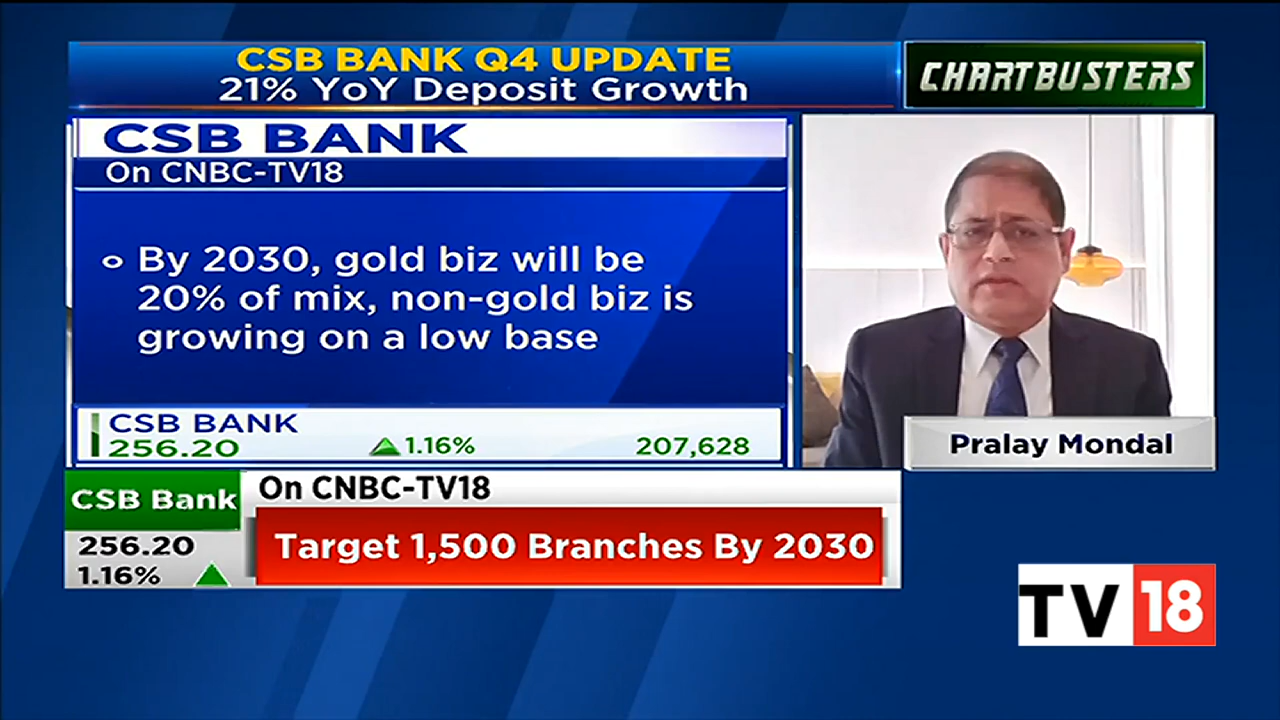 CSB BANK Q4 UPDATE
21% YoY Deposit Growth
CHARTBUSTERS
CSB BANK
On CNBC-TV18
By 2030, gold biz will be
20% of mix, non-gold biz is
growing on a low base
CSB BANK
256.20 1.16% 207,628
Pralay Mondal
CSB Bank
256.20
1.16%
On CNBC-TV18
Target 1,500 Branches By 2030
TV18